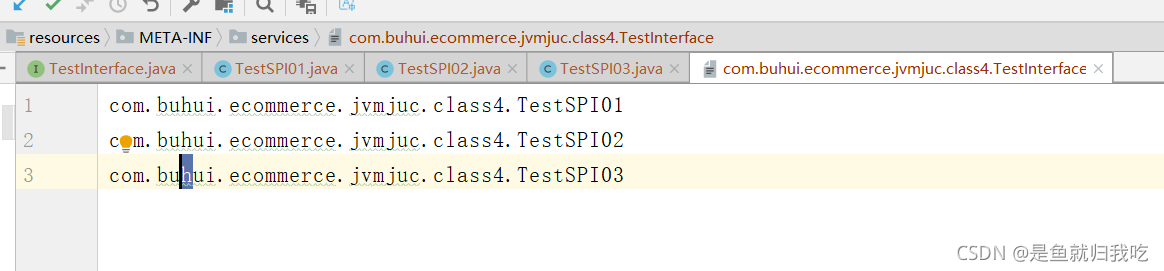 resources META-INF services com.buhui.ecommerce.jvmjuc.class4.TestInterface
I TestInterface.java C TestSPI01.java C TestSPI02.java C TestSPI03.java com.buhui.ecommerce.jvmjuc.class4.TestInterface
1 com.buhui.ecommerce.jvmjuc.class4.TestSPI01
2 com.buhui.ecommerce.jvmjuc.class4.TestSPI02
3 com.buhui.ecommerce.jvmjuc.class4.TestSPI03
CSDN @是鱼就归我吃